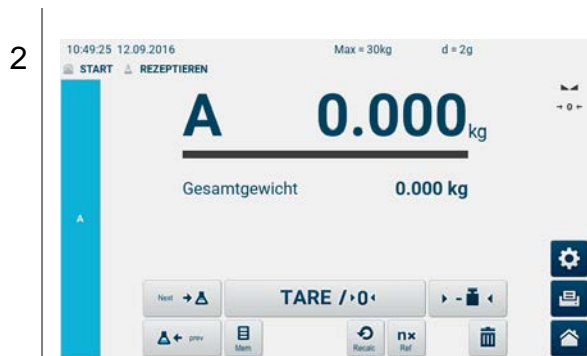 2
10:49:25 12.09.2016 Max = 30kg d = 2g
START REZEPTIEREN
A 0.000 kg
→ 0 ←
Gesamtgewicht 0.000 kg
A
Next TARE / 0
prev Mem Recalc n× Ref